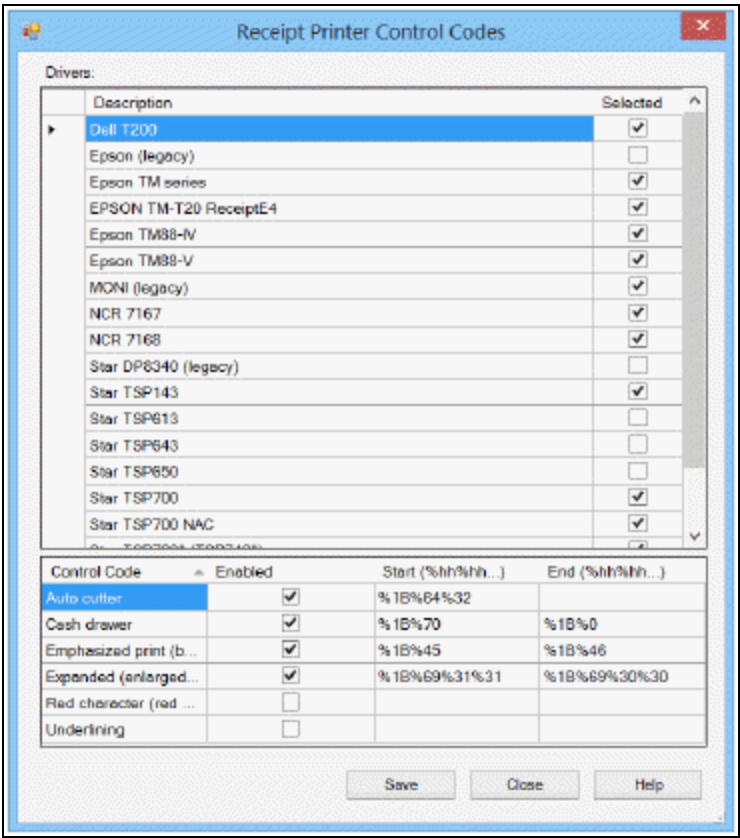 Receipt Printer Control Codes
Drivers:
Description Selected
Dell T200
Epson (legacy)
Epson TM series
EPSON TM-T20 ReceiptE4
Epson TM88-IV
Epson TM88-V
MONI (legacy)
NCR 7167
NCR 7168
Star DP8340 (legacy)
Star TSP143
Star TSP613
Star TSP643
Star TSP650
Star TSP700
Star TSP700 NAC
Control Code Enabled Start (%hh%hh...) End (%hh%hh...)
Auto cutter %1B%64%32
Cash drawer %1B%70 %1B%0
Emphasized print (b... %1B%45 %1B%46
Expanded (enlarged... %1B%69%31%31 %1B%69%30%30
Red character (red ...
Underlining
Save Close Help